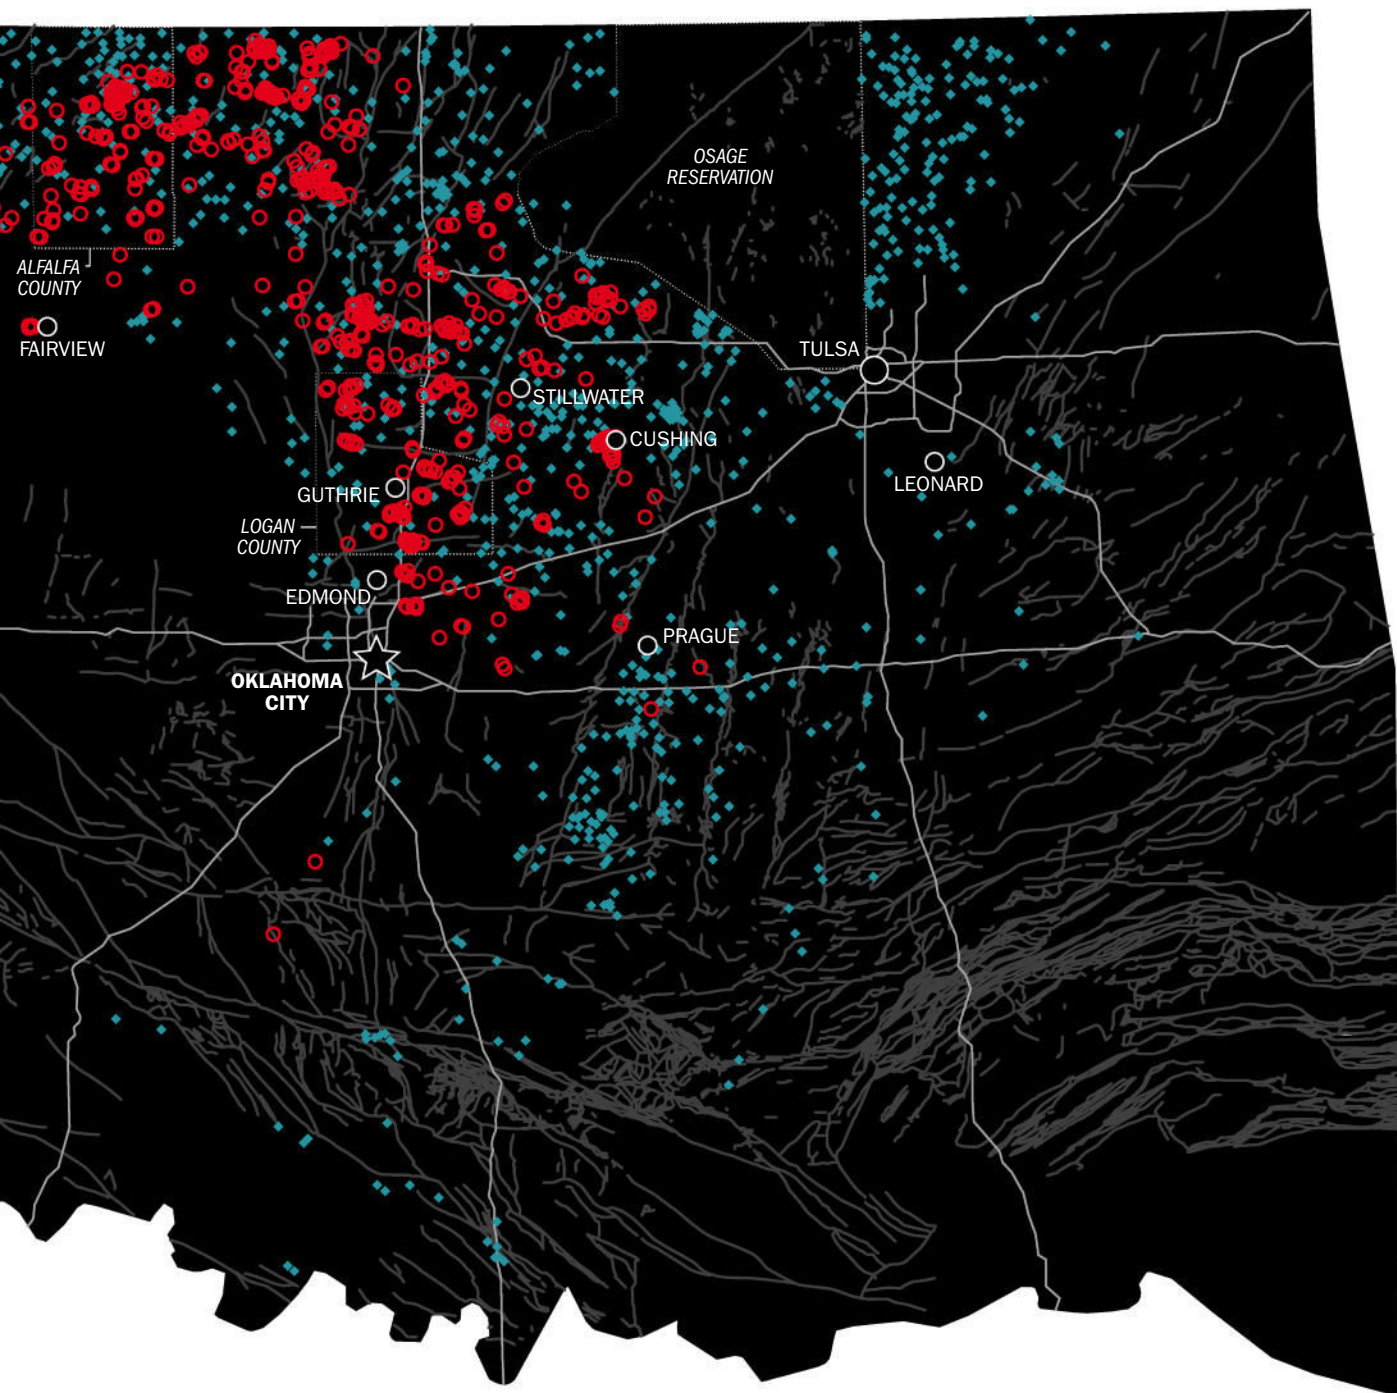 OSAGE
RESERVATION
ALFALFA
COUNTY
FAIRVIEW
TULSA
STILLWATER
CUSHING
LEONARD
GUTHRIE
LOGAN
COUNTY
EDMOND
PRAGUE
OKLAHOMA
CITY